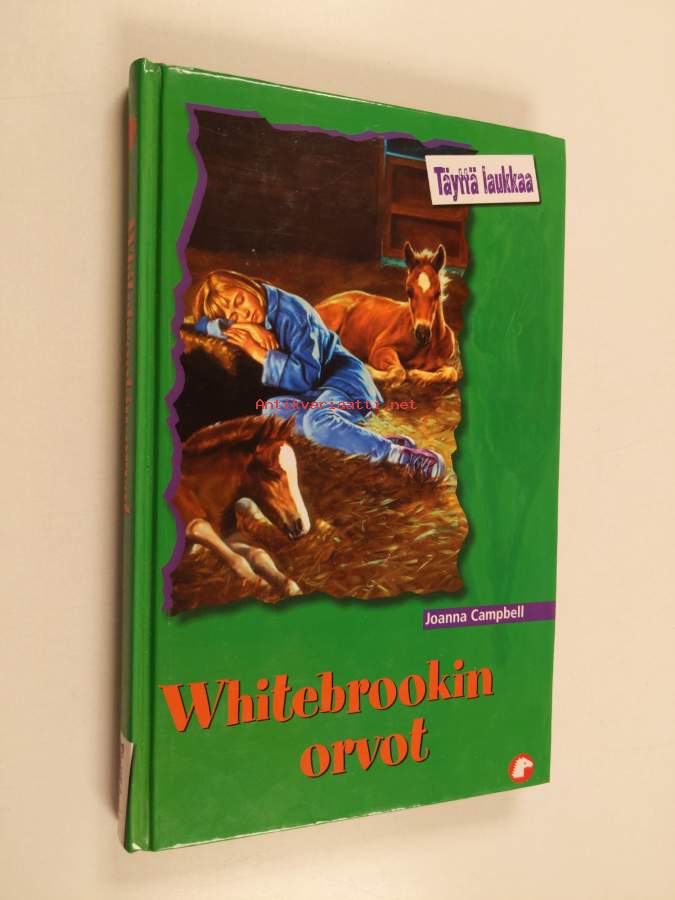 Täyttä laukkaa
Antikvariaatti.net
Joanna Campbell
Whitebrookin
orvot